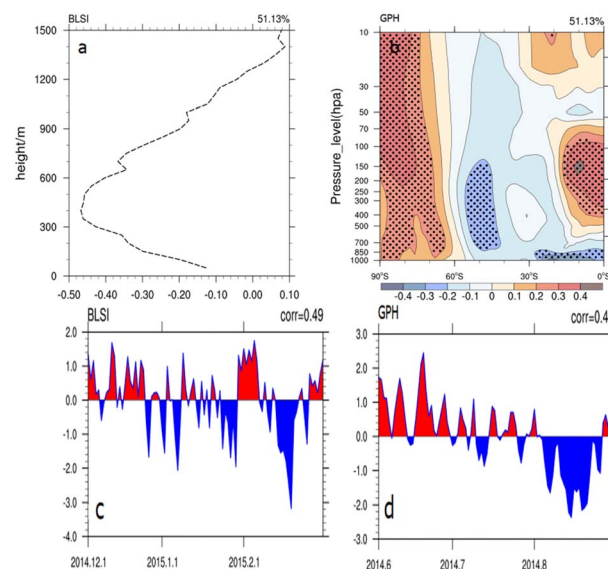 BLSI 51.13%
a
height/m
1500
1200
900
600
300
0
-0.50 -0.40 -0.30 -0.20 -0.10 0.00 0.10
GPH 51.13%
b
Pressure_level(hpa)
10
30
50
70
100
150
200
250
300
400
500
700
850
1000
90°S 60°S 30°S 0°S
-0.4 -0.3 -0.2 -0.1 0 0.1 0.2 0.3 0.4
BLSI corr=0.49
2.0
1.0
0.0
-1.0
-2.0
-3.0
-4.0
c
2014.12.1 2015.1.1 2015.2.1
GPH corr=0.4
3.0
2.0
1.0
0.0
-1.0
-2.0
-3.0
d
2014.6 2014.7 2014.8